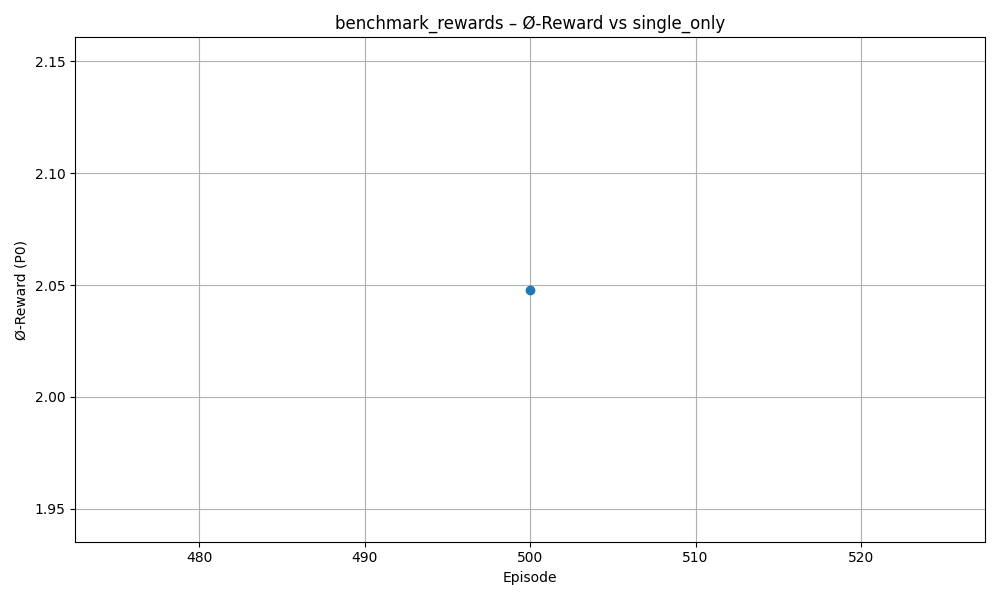 benchmark_rewards – Ø-Reward vs single_only
Ø-Reward (P0)
2.15
2.10
2.05
2.00
1.95
480 490 500 510 520
Episode